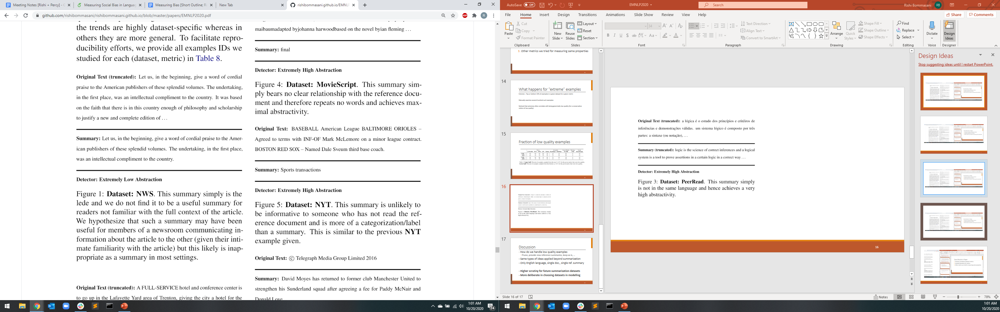 Meeting Notes [Rishi + Percy] - G
Measuring Social Bias in Languag
Measuring Bias [Short Outline; Ri
New Tab
rishibommasani.github.io/EMNLP
github.com/rishibommasani/rishibommasani.github.io/blob/master/papers/EMNLP2020.pdf
the trends are highly dataset-specific whereas in
others they are more general. To facilitate repro-
ducibility efforts, we provide all examples IDs we
studied for each (dataset, metric) in Table 8.
Original Text (truncated): Let us, in the beginning, give a word of cordial
praise to the American publishers of these splendid volumes. The undertaking,
in the first place, was an intellectual compliment to the country. It was based
on the faith that there is in this country enough of philosophy and scholarship
to justify a new and complete edition of ...
Summary: Let us, in the beginning, give a word of cordial praise to the Amer-
ican publishers of these splendid volumes. The undertaking, in the first place,
was an intellectual compliment to the country.
Detector: Extremely Low Abstraction
Figure 1: Dataset: NWS. This summary simply is the
lede and we do not find it to be a useful summary for
readers not familiar with the full context of the article.
We hypothesize that such a summary may have been
useful for members of a newsroom communicating in-
formation about the article to the other (given their inti-
mate familiarity with the article) but this likely is inap-
propriate as a summary in most settings.
Original Text (truncated): A FULL-SERVICE hotel and conference center is
to go up in the Lafayette Yard area of Trenton, giving the city a hotel for the
maibaumadapted byjohanna harwoodbased on the novel byian fleming ...
Summary: final
Detector: Extremely High Abstraction
Figure 4: Dataset: MovieScript. This summary sim-
ply bears no clear relationship with the reference docu-
ment and therefore repeats no words and achieves max-
imal abstractivity.
Original Text: BASEBALL American League BALTIMORE ORIOLES –
Agreed to terms with INF-OF Mark McLemore on a minor league contract.
BOSTON RED SOX – Named Dale Sveum third base coach.
Summary: Sports transactions
Detector: Extremely High Abstraction
Figure 5: Dataset: NYT. This summary is unlikely to
be informative to someone who has not read the ref-
erence document and is more of a categorization/label
than a summary. This is similar to the previous NYT
example given.
Original Text: © Telegraph Media Group Limited 2016
Summary: David Moyes has returned to former club Manchester United to
strengthen his Sunderland squad after agreeing a fee for Paddy McNair and
Donald Love
1:01 AM
10/20/2020
24
AutoSave Off
EMNLP2020
Search
Rishi Bommasani RB
File Home Insert Design Transitions Animations Slide Show Review View Help
Share Comments
Paste
Cut
Copy
Format Painter
Clipboard
New Slide
Reuse Slides
Layout
Reset
Section
Slides
34
Font
Text Direction
Align Text
Convert to SmartArt
Paragraph
Arrange
Quick Styles
Shape Fill
Shape Outline
Shape Effects
Drawing
Find
Replace
Select
Editing
Dictate
Voice
Design Ideas
Designer
3. Other metrics we tried for measuring same properties
14
What happens for "extreme" examples
Extreme – Top or bottom 10% of examples in a given dataset for a given metric
Manually examine several hundred such examples
Noticed that extremes often correlate with being generically low quality (for a conservative
notion of low quality)
15
Fraction of low quality examples
16
17
Discussion
- How do we handle low quality examples
- Prune, provide new reference summaries, keep as is, ...
- Same types of ideas applied beyond summarization
- Only English language, single doc., single ref. summary
- Higher scrutiny for future summarization datasets
- More deliberate in choosing datasets in modelling
Original Text (truncated): a lógica é o estudo dos princípios e critéiros de
inferências e demonstrações válidas. um sistema lógico é composto por três
partes: a sintaxe (ou notação), ...
Summary (truncated): logic is the science of correct inferences and a logical
system is a tool to prove assertions in a certain logic in a correct way ...
Detector: Extremely High Abstraction
Figure 3: Dataset: PeerRead. This summary simply
is not in the same language and hence achieves a very
high abstractivity.
16
Design Ideas
Stop suggesting ideas until I restart PowerPoint.
Slide 16 of 17
Notes
78%
1:01 AM
10/20/2020